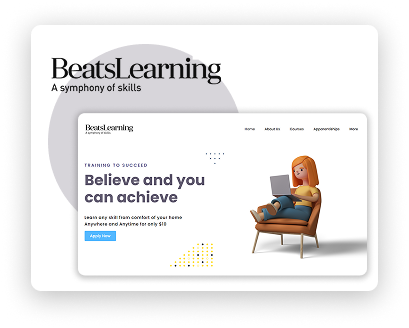 BeatsLearning
A symphony of skills
BeatsLearning
A symphony of skills
Home About Us Courses Apprenticeships More
TRAINING TO SUCCEED
Believe and you
can achieve
Learn any skill from comfort of your home
Anywhere and Anytime for only $10
Apply Now